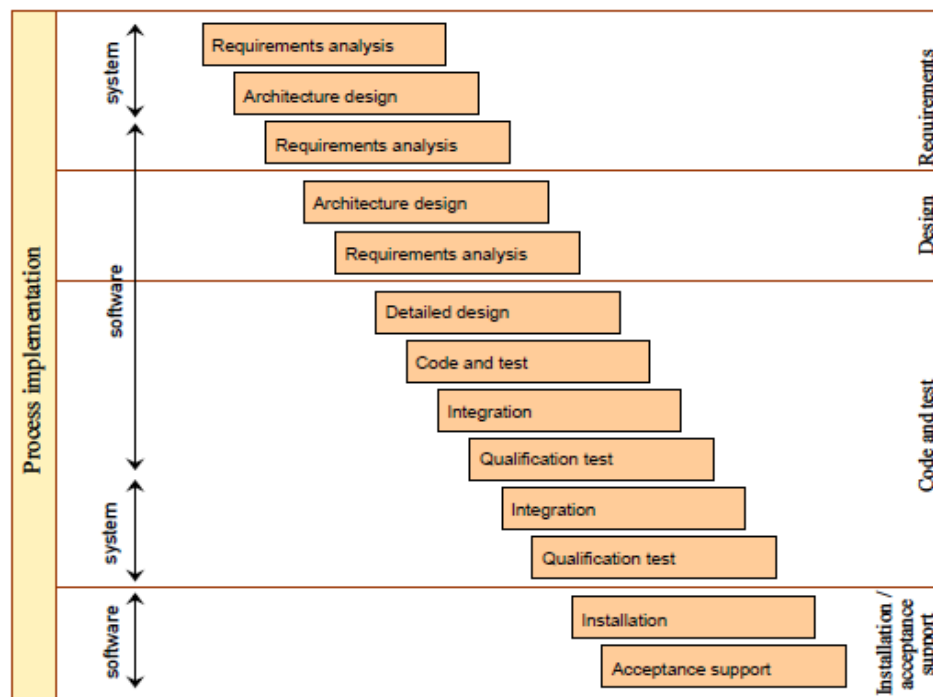 Process implementation
system
Requirements analysis
Architecture design
Requirements analysis
Requirements
software
Architecture design
Requirements analysis
Design
Detailed design
Code and test
Integration
Qualification test
Code and test
system
Integration
Qualification test
software
Installation
Acceptance support
Installation /
acceptance
support